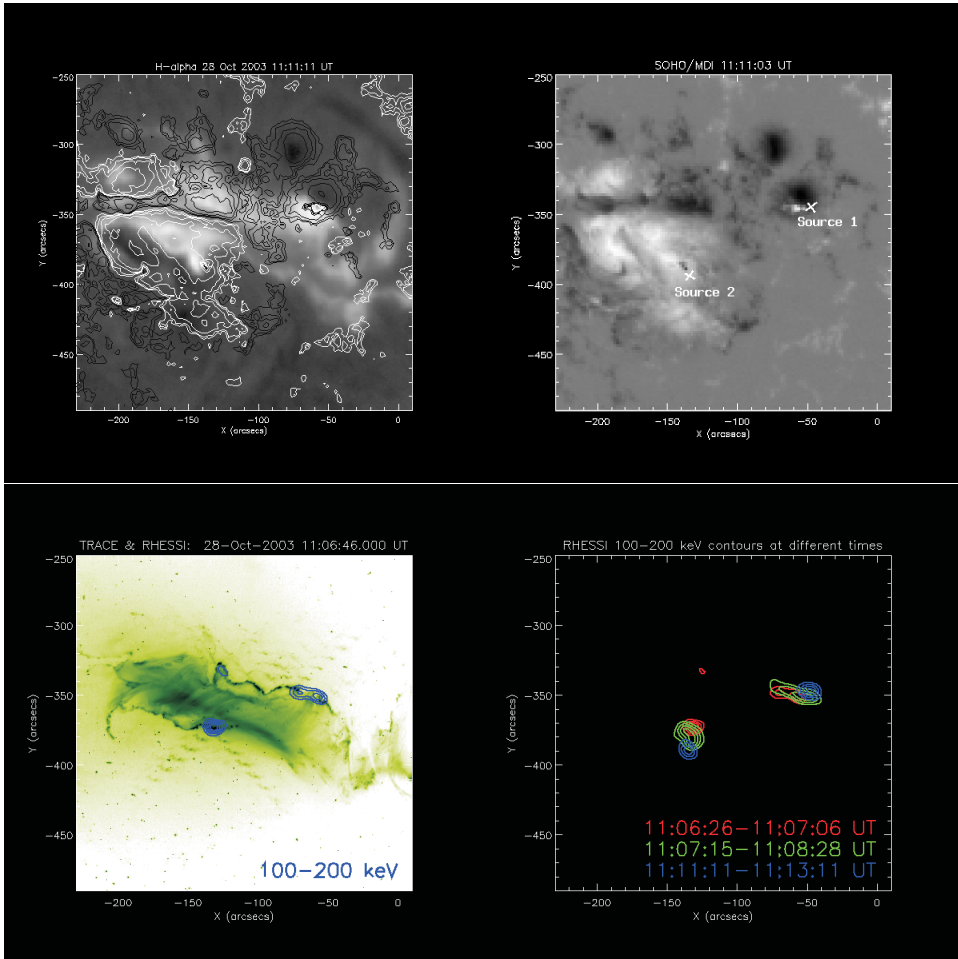 H-alpha 28 Oct 2003 11:11:11 UT
-250
-300
-350
-400
-450
Y (arcsecs)
-200 -150 -100 -50 0
X (arcsecs)
SOHO/MDI 11:11:03 UT
-250
-300
-350
-400
-450
Y (arcsecs)
Source 1
Source 2
-200 -150 -100 -50 0
X (arcsecs)
TRACE & RHESSI: 28-Oct-2003 11:06:46.000 UT
-250
-300
-350
-400
-450
Y (arcsecs)
100-200 keV
-200 -150 -100 -50 0
X (arcsecs)
RHESSI 100-200 keV contours at different times
-250
-300
-350
-400
-450
Y (arcsecs)
11:06:26-11:07:06 UT
11:07:15-11:08:28 UT
11:11:11-11:13:11 UT
-200 -150 -100 -50 0
X (arcsecs)